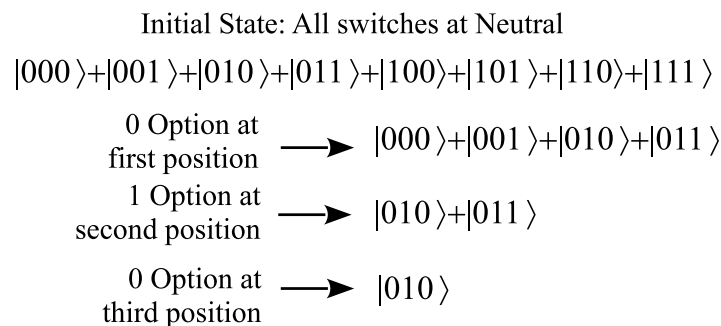 Initial State: All switches at Neutral
|000⟩+|001⟩+|010⟩+|011⟩+|100⟩+|101⟩+|110⟩+|111⟩
0 Option at
first position
|000⟩+|001⟩+|010⟩+|011⟩
1 Option at
second position
|010⟩+|011⟩
0 Option at
third position
|010⟩